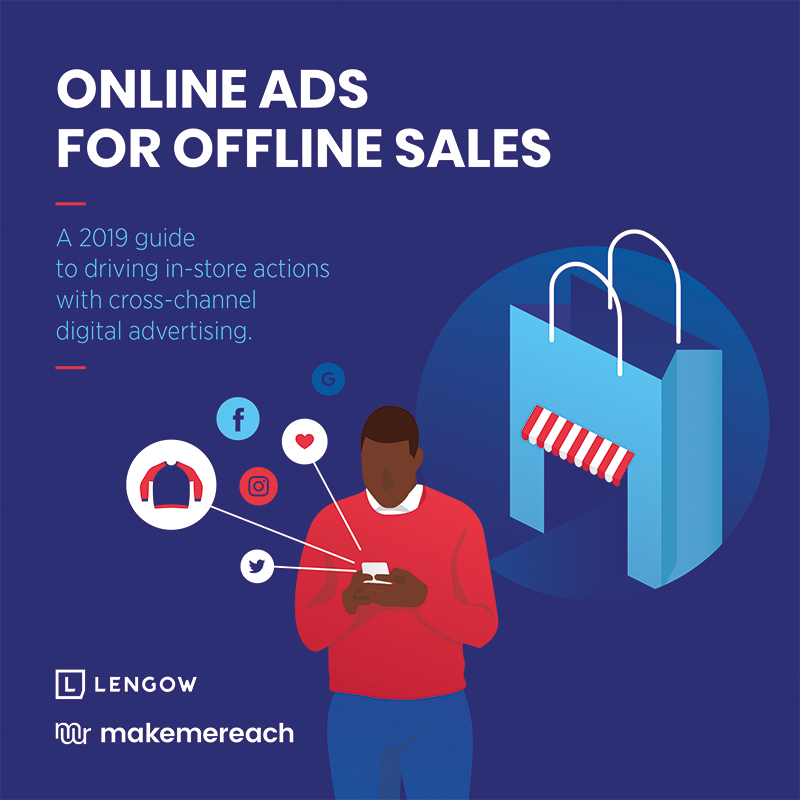 ONLINE ADS
FOR OFFLINE SALES
A 2019 guide
to driving in-store actions
with cross-channel
digital advertising.
G
f
L LENGOW
mr makemereach